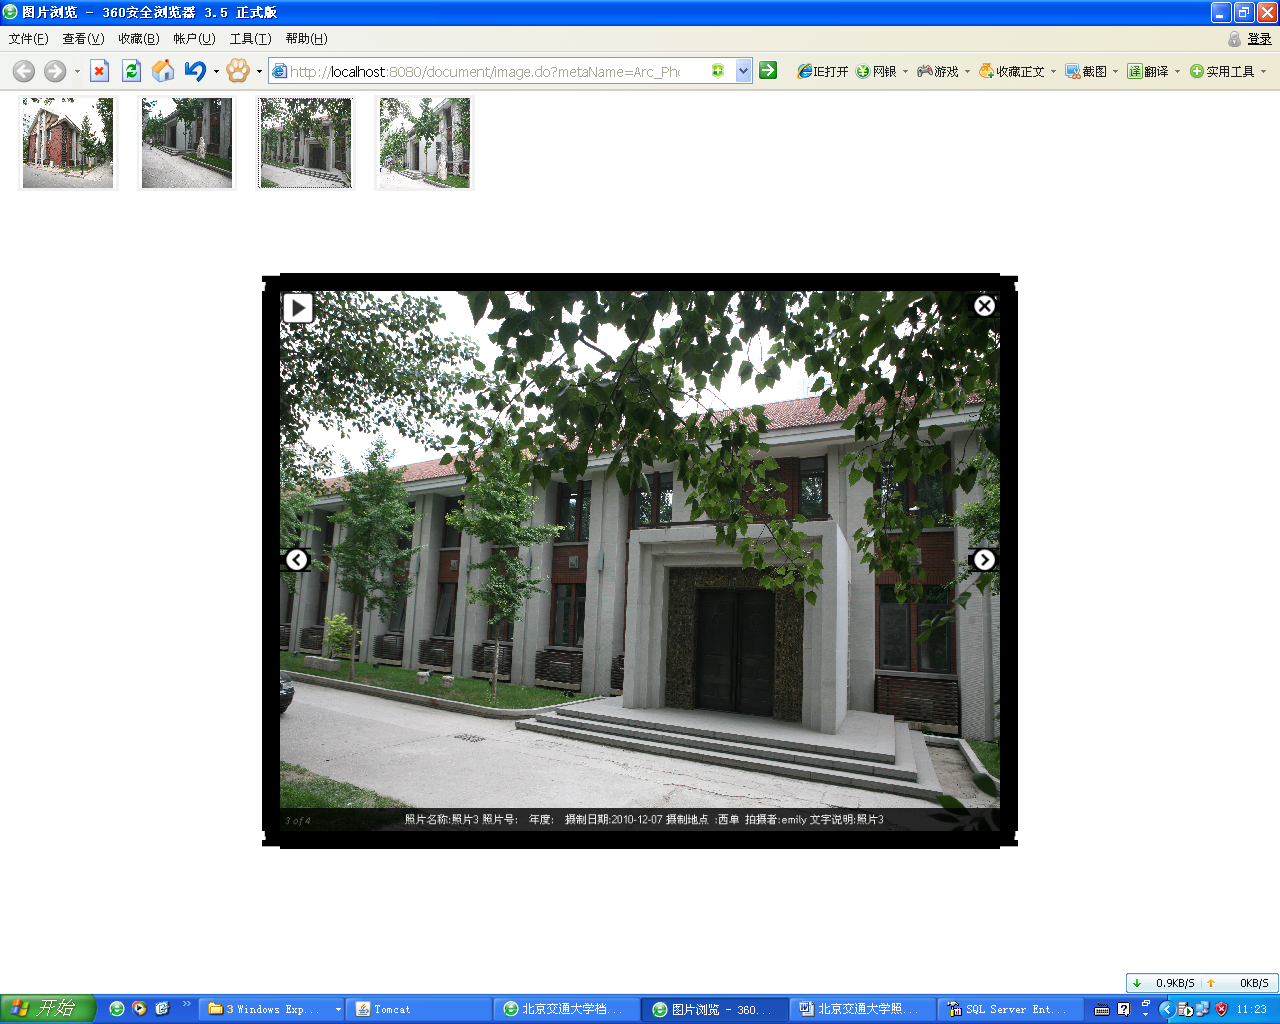 图片浏览 - 360安全浏览器 3.5 正式版
文件(F) 查看(V) 收藏(B) 帐户(U) 工具(T) 帮助(H) 登录
http://localhost:8080/document/image.do?metaName=Arc_Pho
IE打开 网银 游戏 收藏正文 截图 翻译 实用工具
3 of 4
照片名称:照片3 照片号: 年度: 摄制日期:2010-12-07 摄制地点 :西单 拍摄者:emily 文字说明:照片3
0.9KB/S 0KB/S
开始 3 Windows Exp... Tomcat 北京交通大学档... 图片浏览 - 360... 北京交通大学照... SQL Server Ent... 11:23